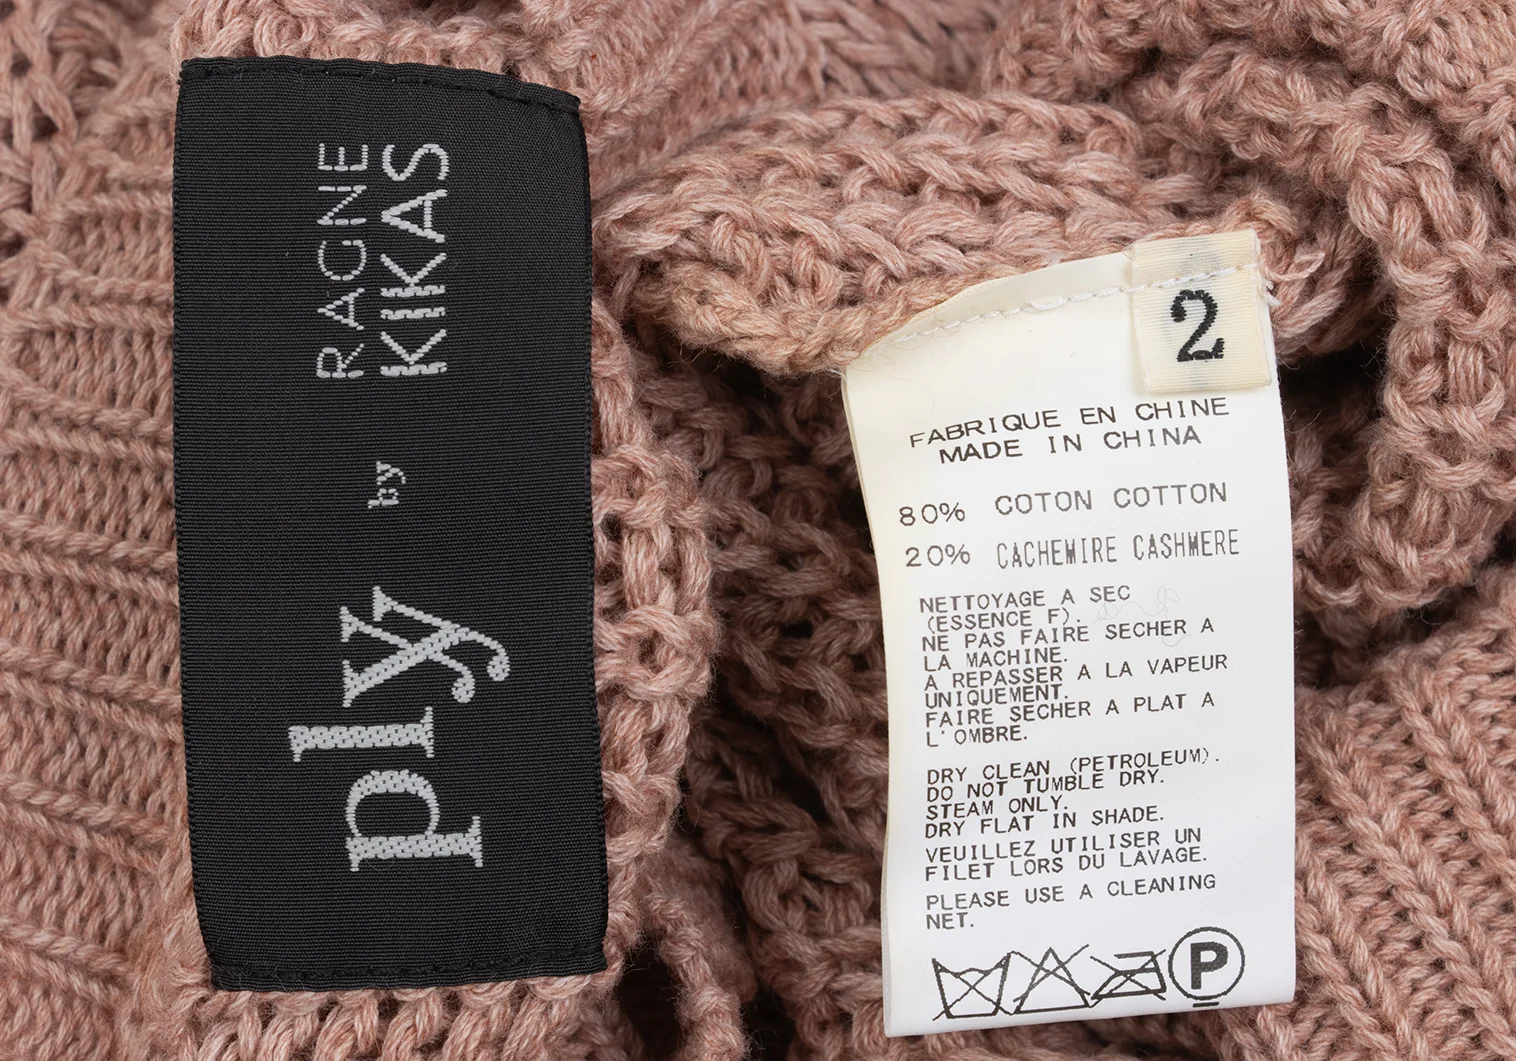 ply by RAGNE
KIKAS
2
FABRIQUE EN CHINE
MADE IN CHINA
80% COTON COTTON
20% CACHEMIRE CASHMERE
NETTOYAGE A SEC
(ESSENCE F).
NE PAS FAIRE SECHER A
LA MACHINE.
A REPASSER A LA VAPEUR
UNIQUEMENT.
FAIRE SECHER A PLAT A
L'OMBRE.
DRY CLEAN (PETROLEUM).
DO NOT TUMBLE DRY.
STEAM ONLY.
DRY FLAT IN SHADE.
VEUILLEZ UTILISER UN
FILET LORS DU LAVAGE.
PLEASE USE A CLEANING
NET.
P